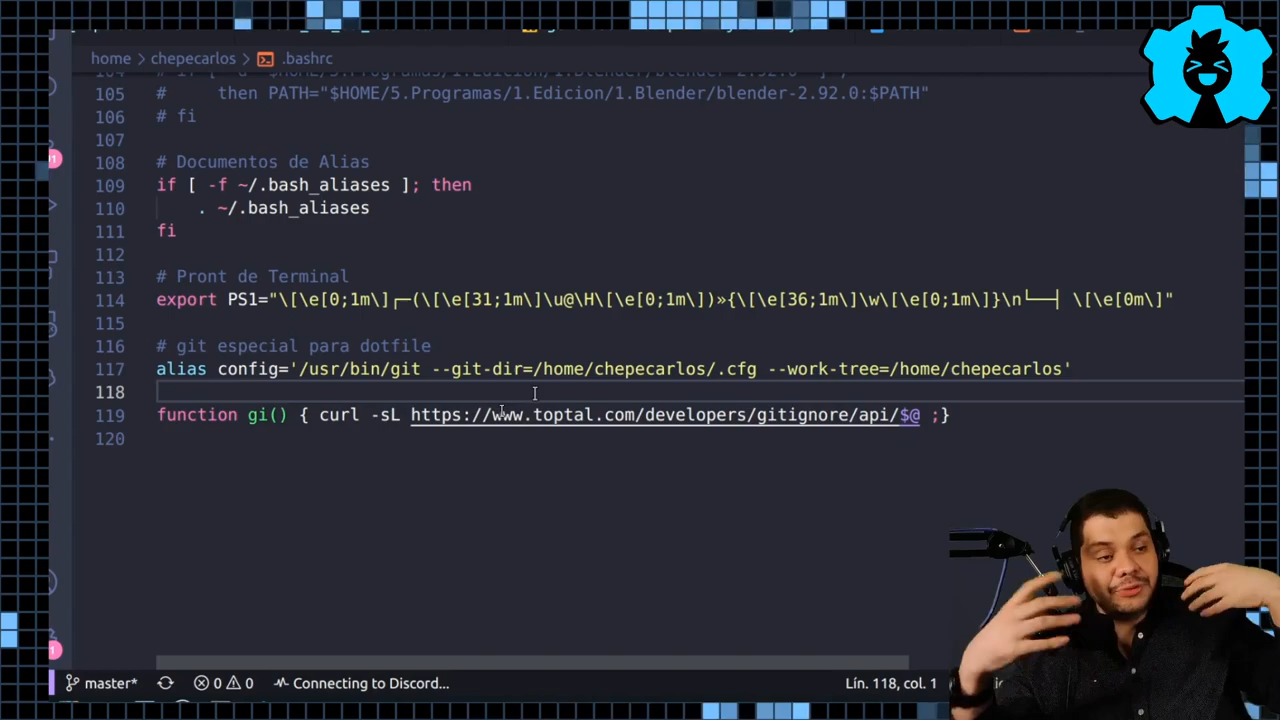 home > chepecarlos > .bashrc
105 # then PATH="$HOME/5.Programas/1.Edicion/1.Blender/blender-2.92.0:$PATH"
106 # fi
107
108 # Documentos de Alias
109 if [ -f ~/.bash_aliases ]; then
110 . ~/.bash_aliases
111 fi
112
113 # Pront de Terminal
114 export PS1="\[\e[0;1m\]┌─(\[\e[31;1m\]\u@\H\[\e[0;1m\])»{\[\e[36;1m\]\w\[\e[0;1m\]}\n└──┤ \[\e[0m\]"
115
116 # git especial para dotfile
117 alias config='/usr/bin/git --git-dir=/home/chepecarlos/.cfg --work-tree=/home/chepecarlos'
118
119 function gi() { curl -sL https://www.toptal.com/developers/gitignore/api/$@ ;}
120
master* 0 0 Connecting to Discord... Lín. 118, col. 1